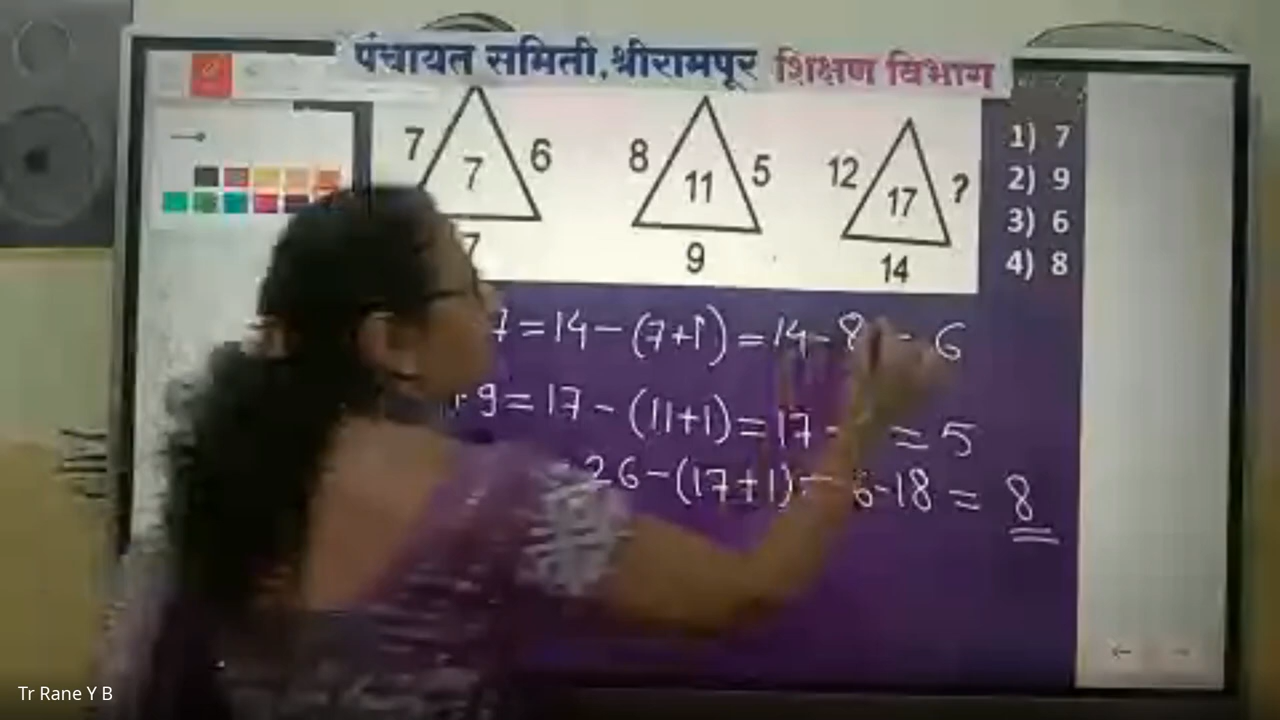 पंचायत समिती,श्रीरामपूर शिक्षण विभाग
7 7 6
7
8 11 5
9
12 17 ?
14
1) 7
2) 9
3) 6
4) 8
7=14-(7+1)=14-8=6
+9=17-(11+1)=17- =5
26-(17+1)= 6-18=8
Tr Rane Y B